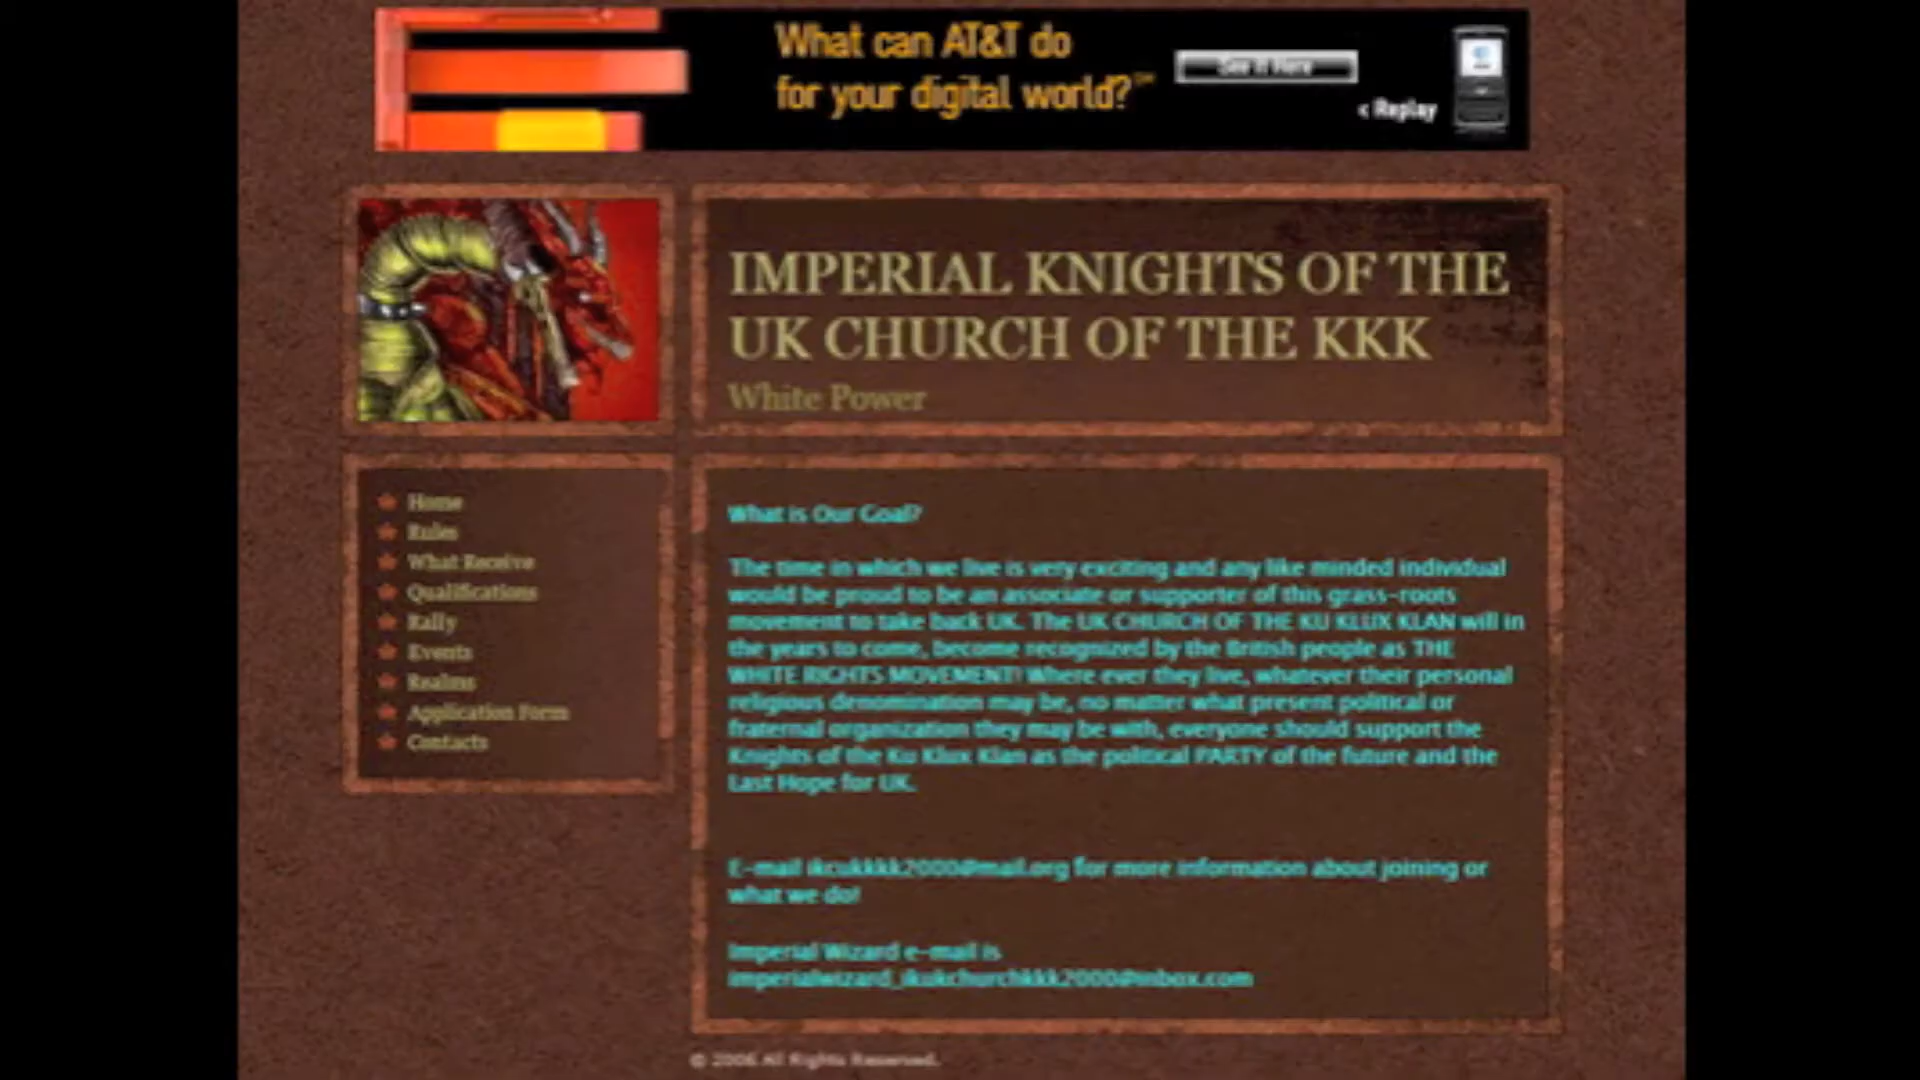 What can AT&T do
for your digital world?℠
See It Here
< Replay
IMPERIAL KNIGHTS OF THE
UK CHURCH OF THE KKK
White Power
Home
Rules
What Receive
Qualifications
Rally
Events
Realms
Application Form
Contacts
What is Our Goal?
The time in which we live is very exciting and any like minded individual
would be proud to be an associate or supporter of this grass-roots
movement to take back UK. The UK CHURCH OF THE KU KLUX KLAN will in
the years to come, become recognized by the British people as THE
WHITE RIGHTS MOVEMENT! Where ever they live, whatever their personal
religious denomination may be, no matter what present political or
fraternal organization they may be with, everyone should support the
Knights of the Ku Klux Klan as the political PARTY of the future and the
Last Hope for UK.
E-mail ikcukkkk2000@mail.org for more information about joining or
what we do!
Imperial Wizard e-mail is
imperialwizard_ikukchurchkkk2000@inbox.com
© 2006 All Rights Reserved.